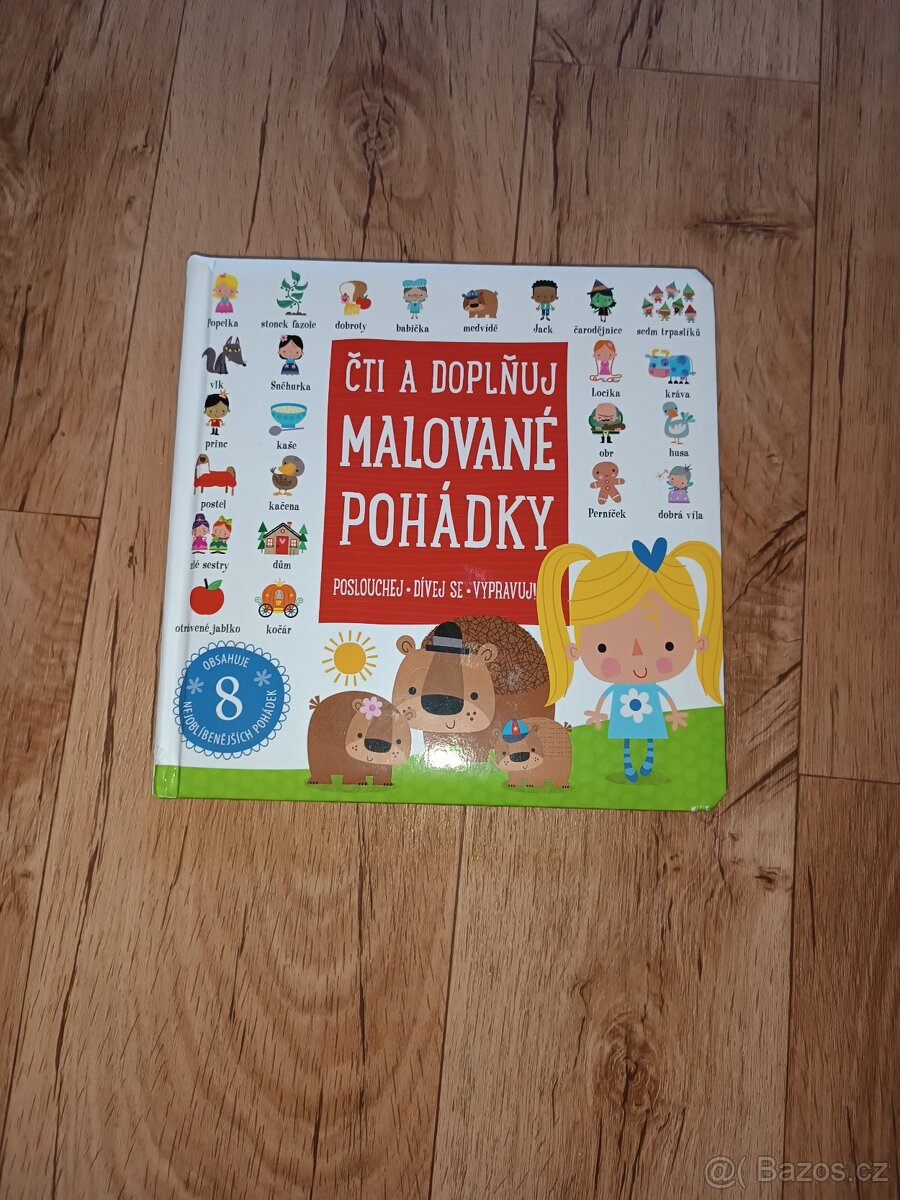 Popelka
stonek fazole
dobroty
babička
medvídě
Jack
čarodějnice
sedm trpaslíků
vlk
Sněhurka
ČTI A DOPLŇUJ
MALOVANÉ
POHÁDKY
POSLOUCHEJ • DÍVEJ SE • VYPRAVUJ!
Locika
kráva
princ
kaše
obr
husa
postel
kačena
Perníček
dobrá víla
sestry
dům
otrávené jablko
kočár
OBSAHUJE
8
NEJOBLÍBENĚJŠÍCH POHÁDEK
@( Bazos.cz